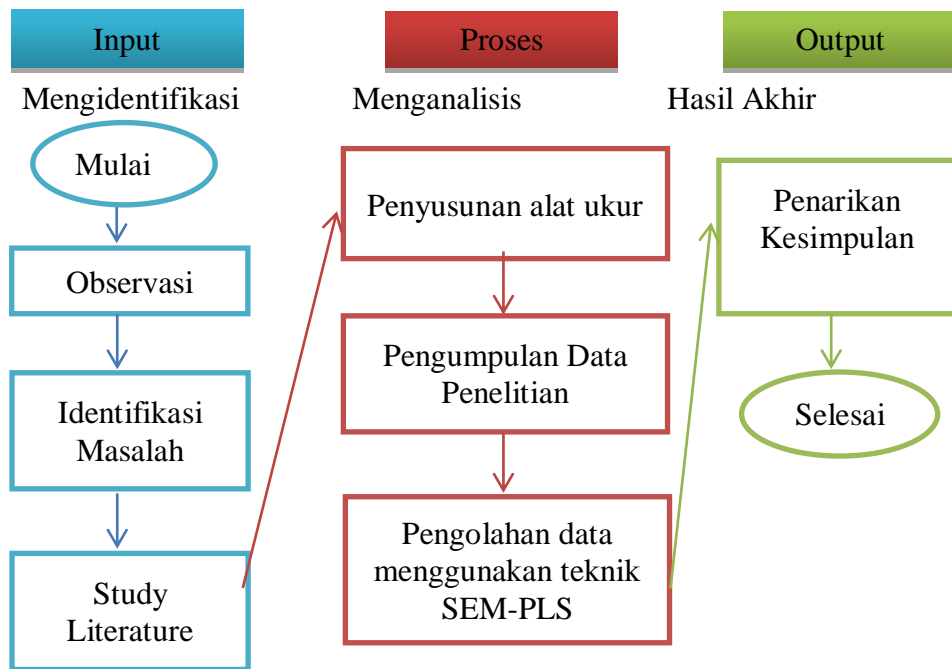 Input
Mengidentifikasi
Mulai
Observasi
Identifikasi
Masalah
Study
Literature
Proses
Menganalisis
Penyusunan alat ukur
Pengumpulan Data
Penelitian
Pengolahan data
menggunakan teknik
SEM-PLS
Output
Hasil Akhir
Penarikan
Kesimpulan
Selesai